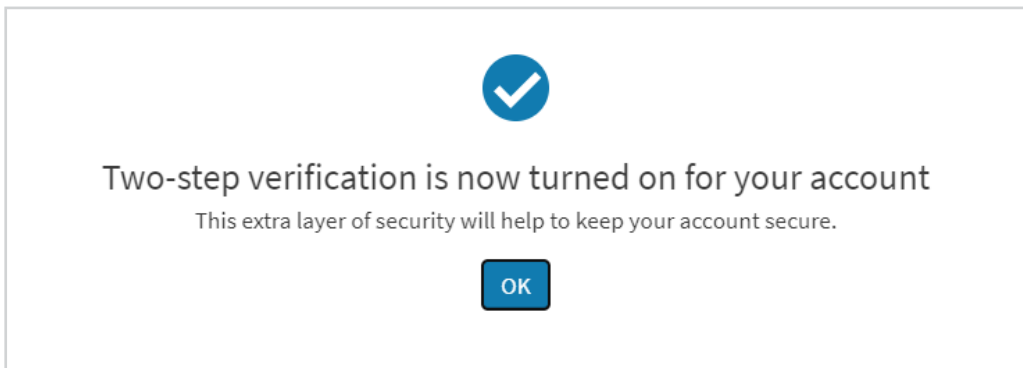 Two-step verification is now turned on for your account
This extra layer of security will help to keep your account secure.
OK